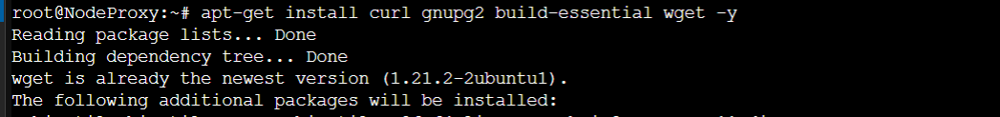 root@NodeProxy:~# apt-get install curl gnupg2 build-essential wget -y
Reading package lists... Done
Building dependency tree... Done
wget is already the newest version (1.21.2-2ubuntu1).
The following additional packages will be installed: